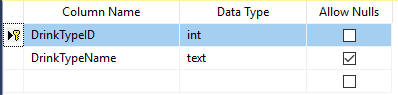 Column Name Data Type Allow Nulls
DrinkTypeID int
DrinkTypeName text